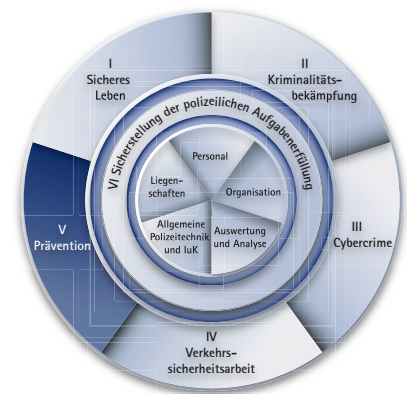 I
Sicheres
Leben
II
Kriminalitäts-
bekämpfung
III
Cybercrime
IV
Verkehrs-
sicherheitsarbeit
V
Prävention
VI Sicherstellung der polizeilichen Aufgabenerfüllung
Personal
Organisation
Auswertung
und Analyse
Allgemeine
Polizeitechnik
und IuK
Liegen-
schaften